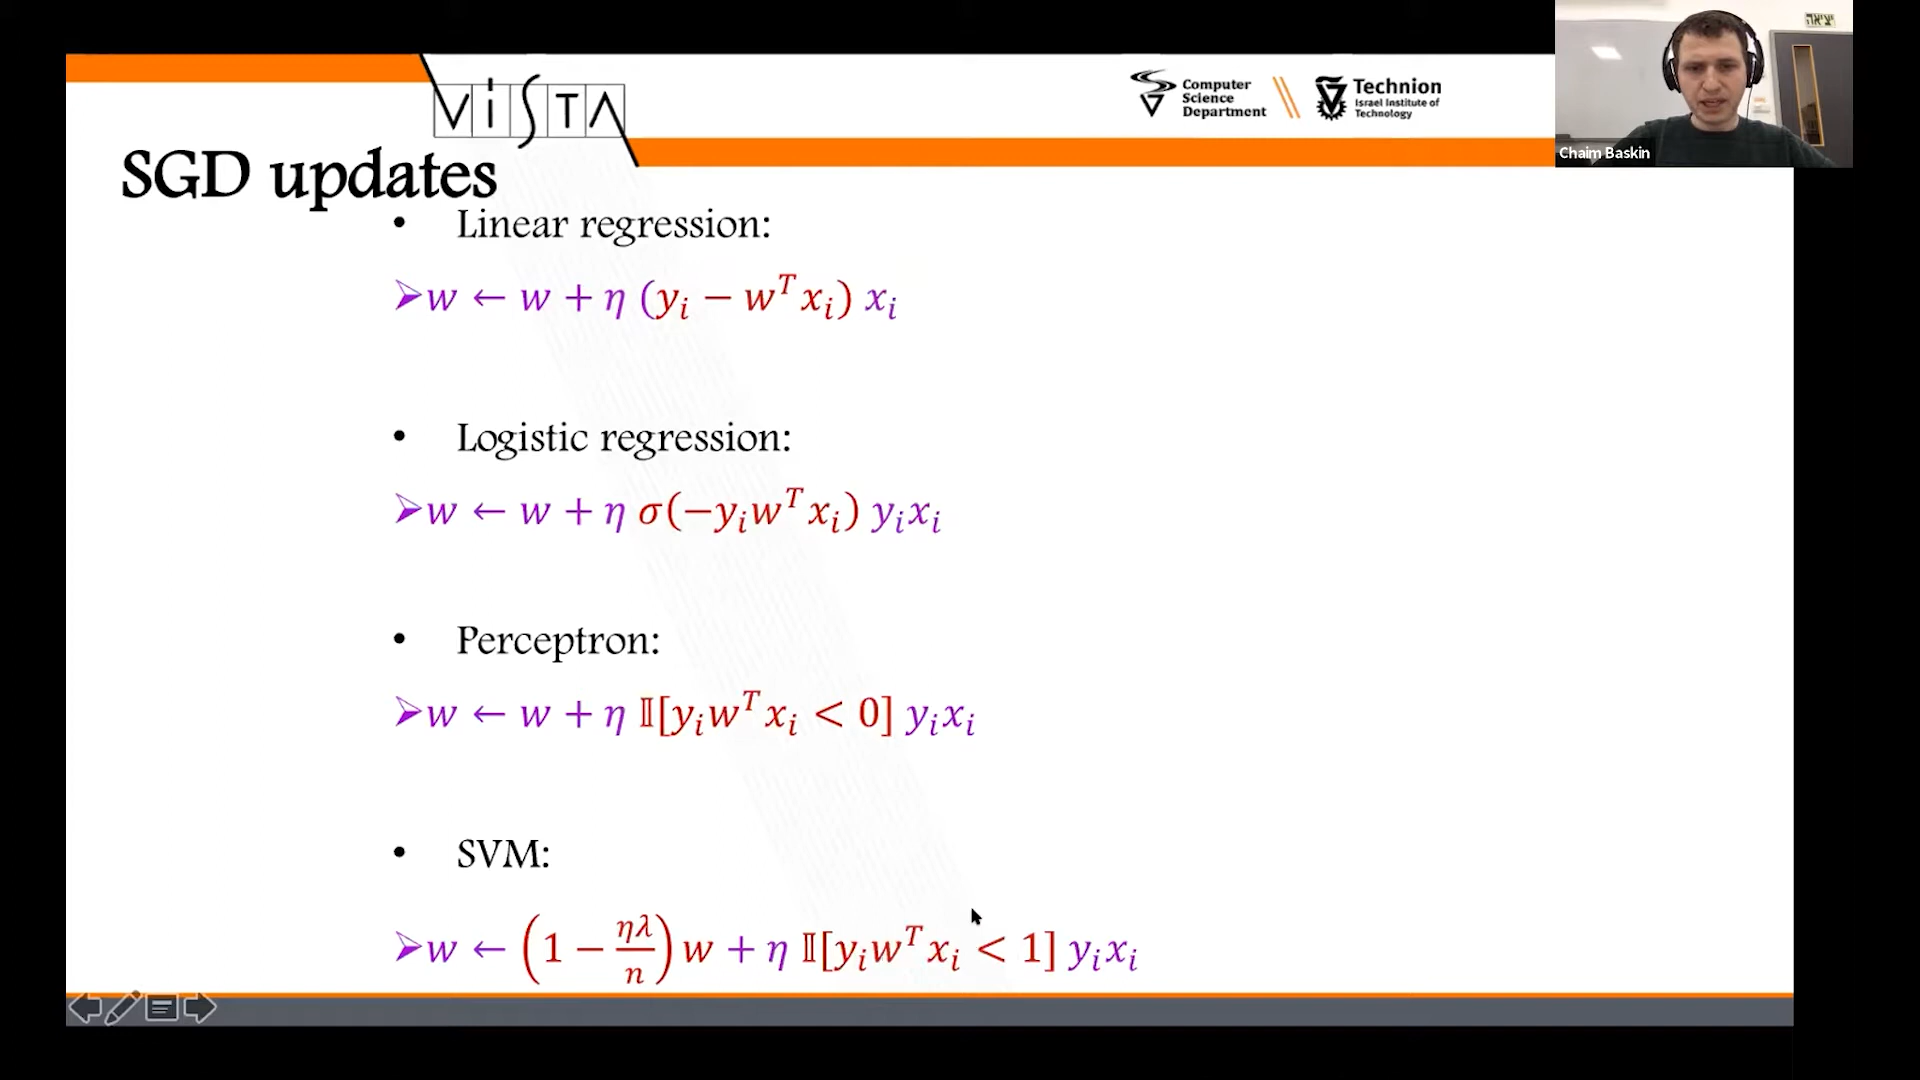 ViSTA
Computer
Science
Department
Technion
Israel Institute of
Technology
יציאה
Chaim Baskin
SGD updates
• Linear regression:
➢w ← w + η (yᵢ − wᵀxᵢ) xᵢ
• Logistic regression:
➢w ← w + η σ(−yᵢwᵀxᵢ) yᵢxᵢ
• Perceptron:
➢w ← w + η 𝕀[yᵢwᵀxᵢ < 0] yᵢxᵢ
• SVM:
➢w ← (1 − ηλ/n) w + η 𝕀[yᵢwᵀxᵢ < 1] yᵢxᵢ